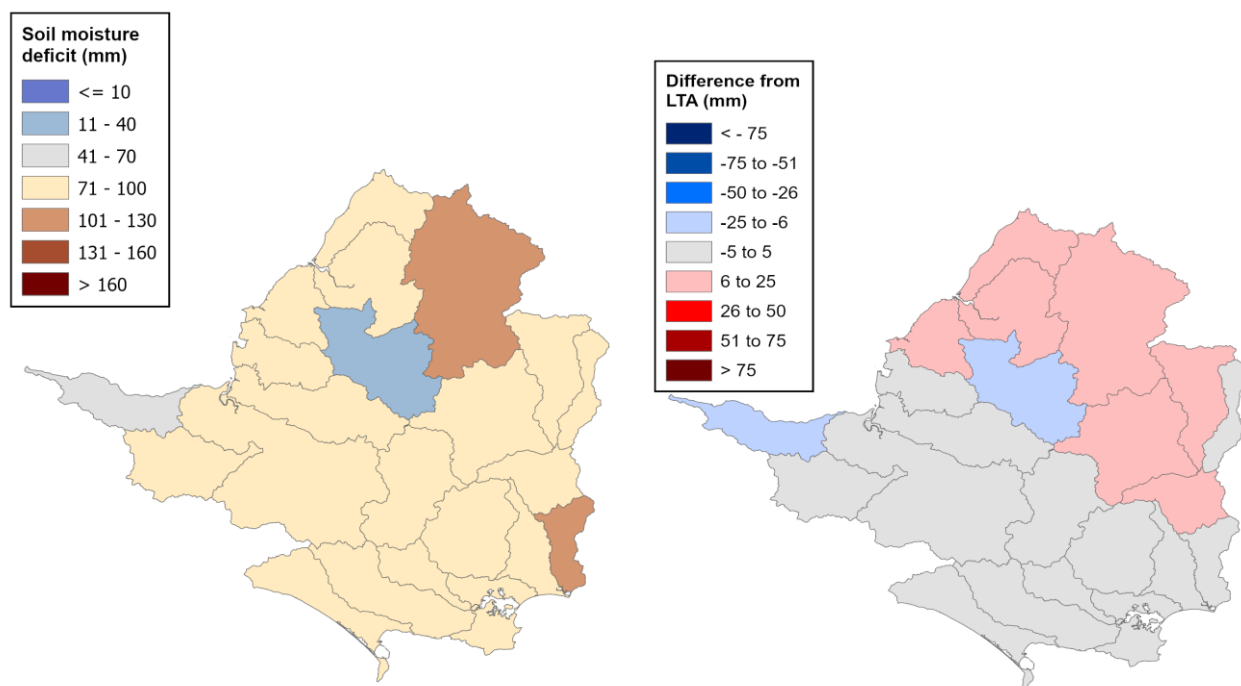 Soil moisture
deficit (mm)
<= 10
11 - 40
41 - 70
71 - 100
101 - 130
131 - 160
> 160
Difference from
LTA (mm)
< - 75
-75 to -51
-50 to -26
-25 to -6
-5 to 5
6 to 25
26 to 50
51 to 75
> 75